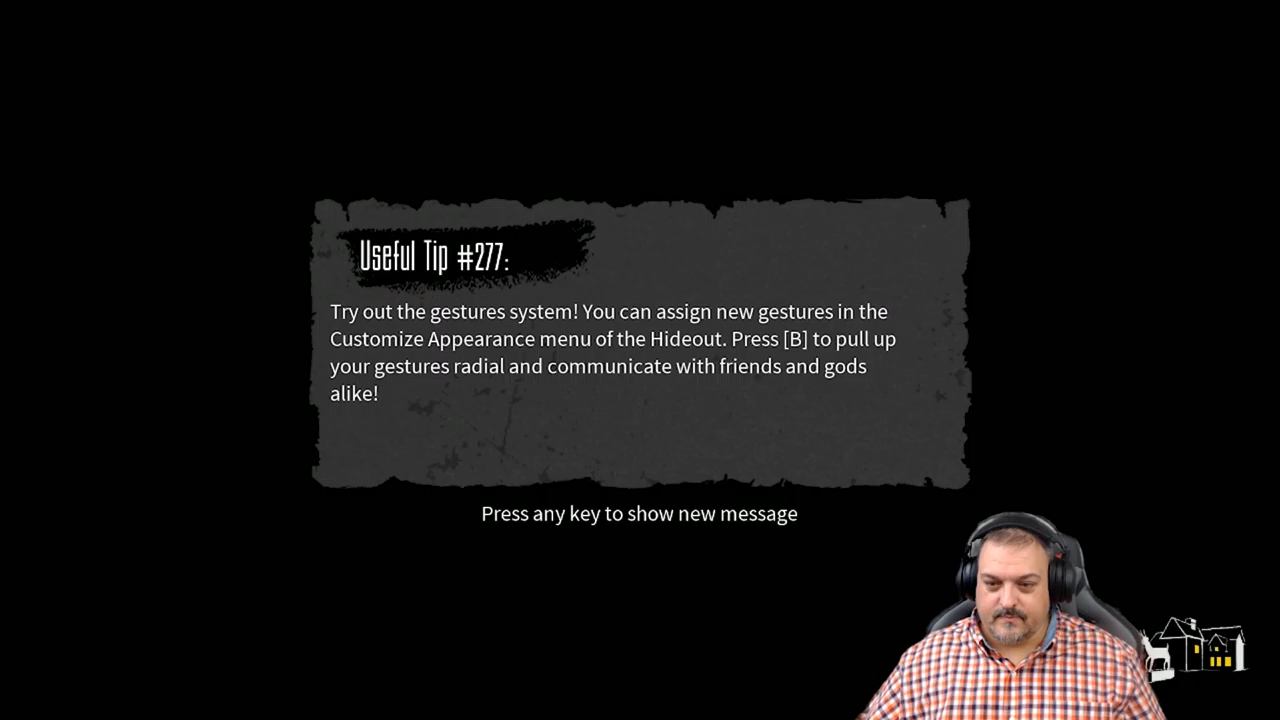 Useful Tip #277:
Try out the gestures system! You can assign new gestures in the
Customize Appearance menu of the Hideout. Press [B] to pull up
your gestures radial and communicate with friends and gods
alike!
Press any key to show new message